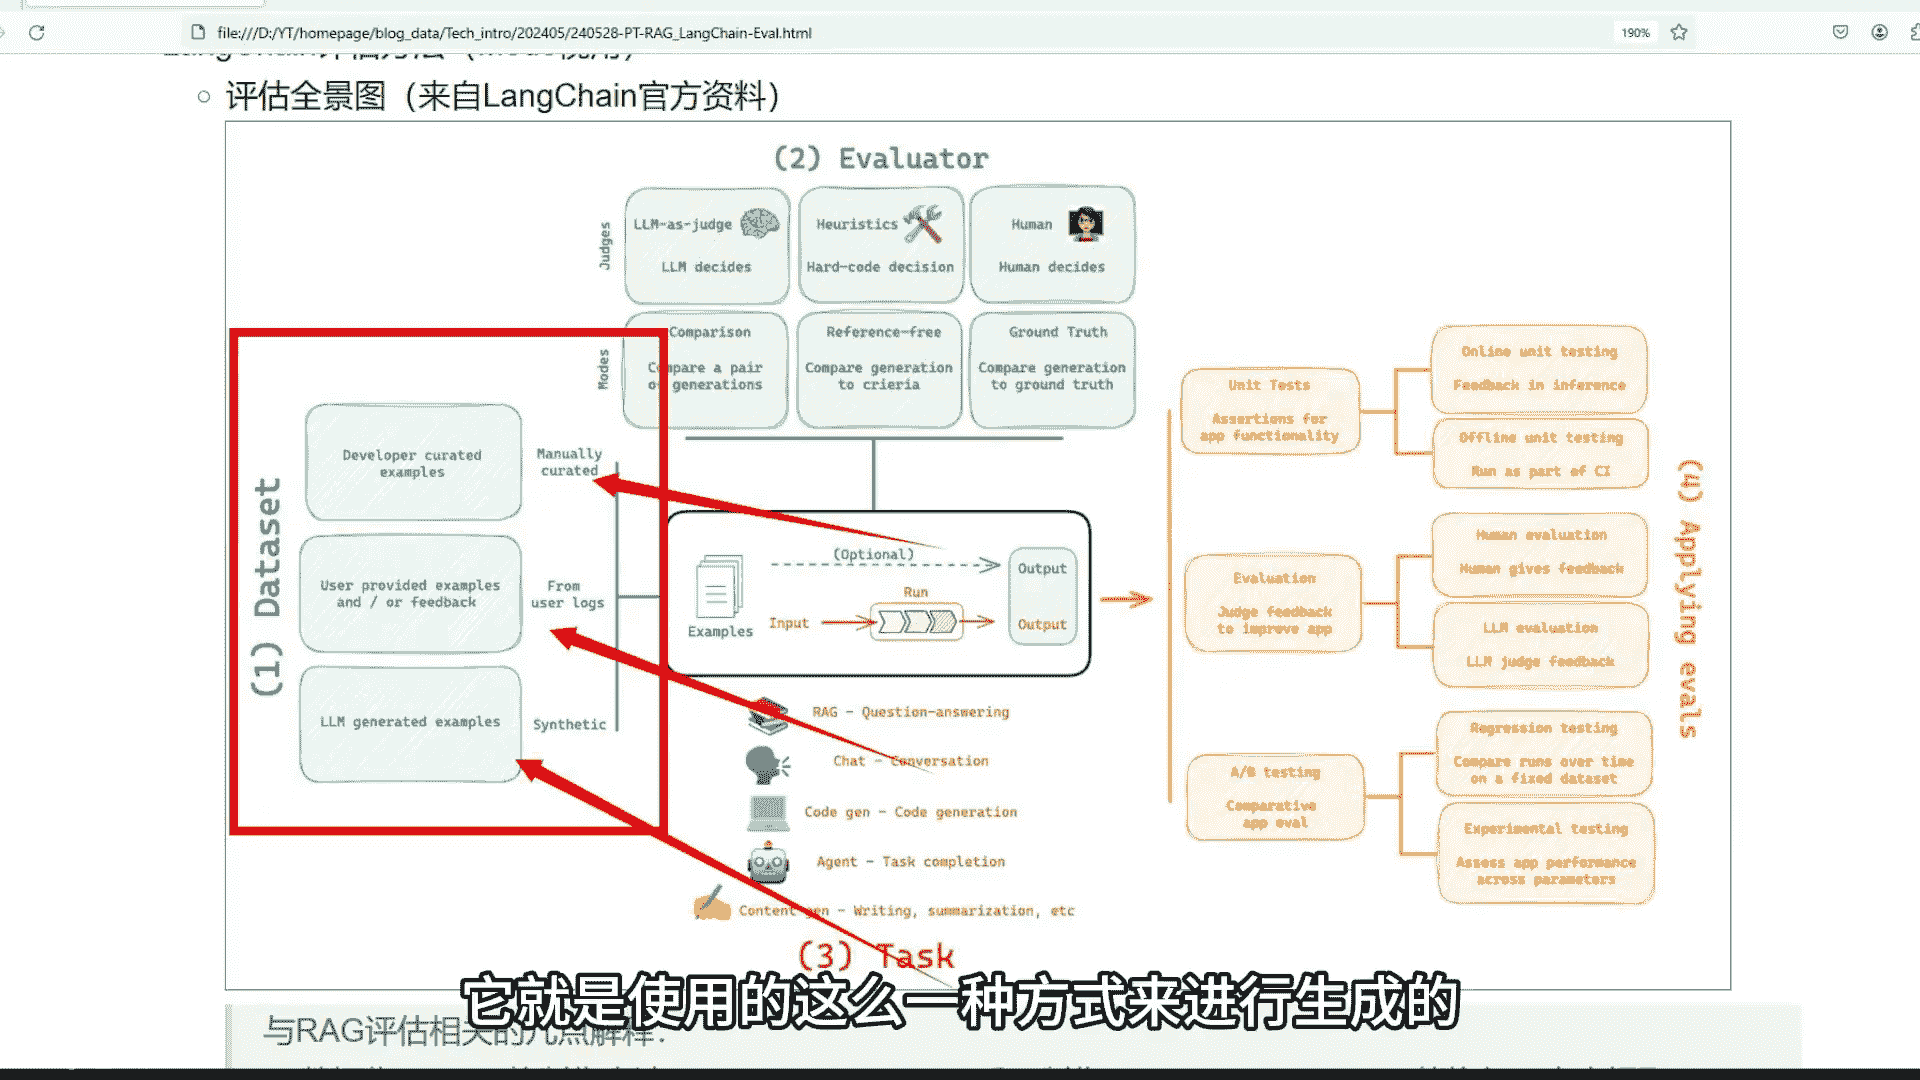 file:///D:/YT/homepage/blog_data/Tech_intro/202405/240528-PT-RAG_LangChain-Eval.html
190%
评估全景图（来自LangChain官方资料）
(2) Evaluator
Judges
LLM-as-judge
LLM decides
Heuristics
Hard-code decision
Human
Human decides
Modes
Comparison
Compare a pair
of generations
Reference-free
Compare generation
to crieria
Ground Truth
Compare generation
to ground truth
(1) Dataset
Developer curated
examples
Manually
curated
User provided examples
and / or feedback
From
user logs
LLM generated examples
Synthetic
Examples
(Optional)
Output
Run
Input
Output
RAG - Question-answering
Chat - Conversation
Code gen - Code generation
Agent - Task completion
Content gen - Writing, summarization, etc
(3) Task
Unit Tests
Assertions for
app functionality
Online unit testing
Feedback in inference
Offline unit testing
Run as part of CI
Evaluation
Judge feedback
to improve app
Human evaluation
Human gives feedback
LLM evaluation
LLM judge feedback
A/B testing
Comparative
app eval
Regression testing
Compare runs over time
on a fixed dataset
Experimental testing
Assess app performance
across parameters
(4) Applying evals
它就是使用的这么一种方式来进行生成的
与RAG评估相关的几点解释：